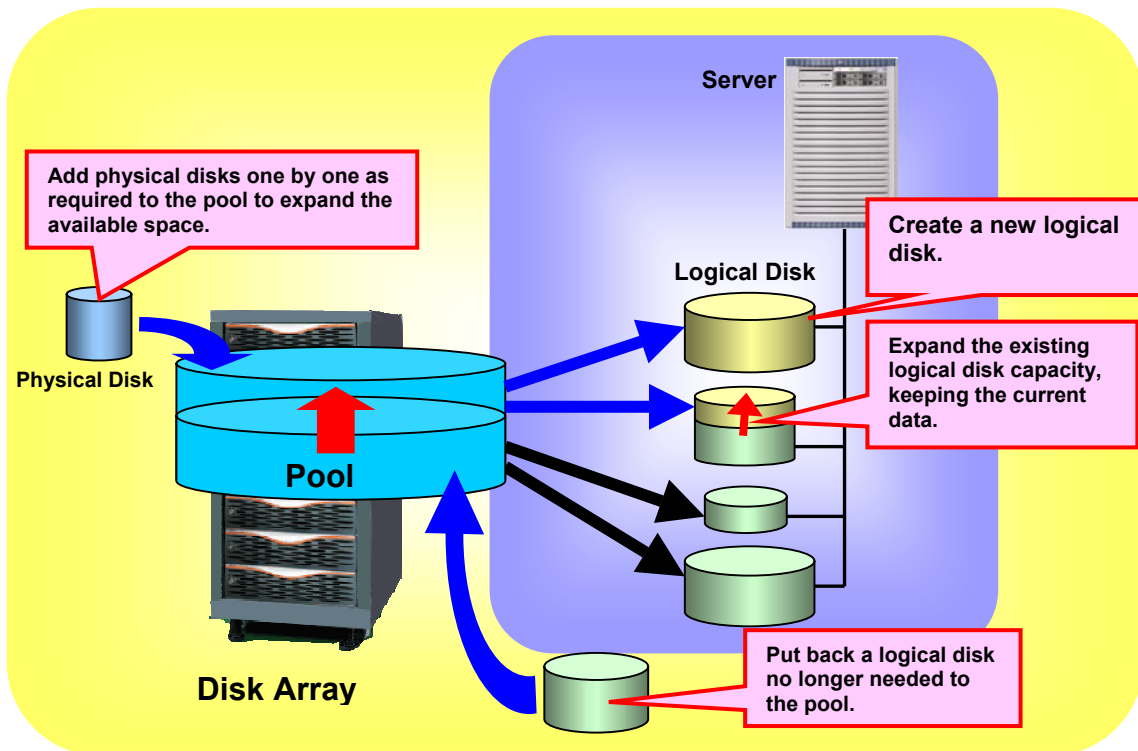 Server
Add physical disks one by one as
required to the pool to expand the
available space.
Create a new logical
disk.
Logical Disk
Physical Disk
Expand the existing
logical disk capacity,
keeping the current
data.
Pool
Put back a logical disk
no longer needed to
the pool.
Disk Array